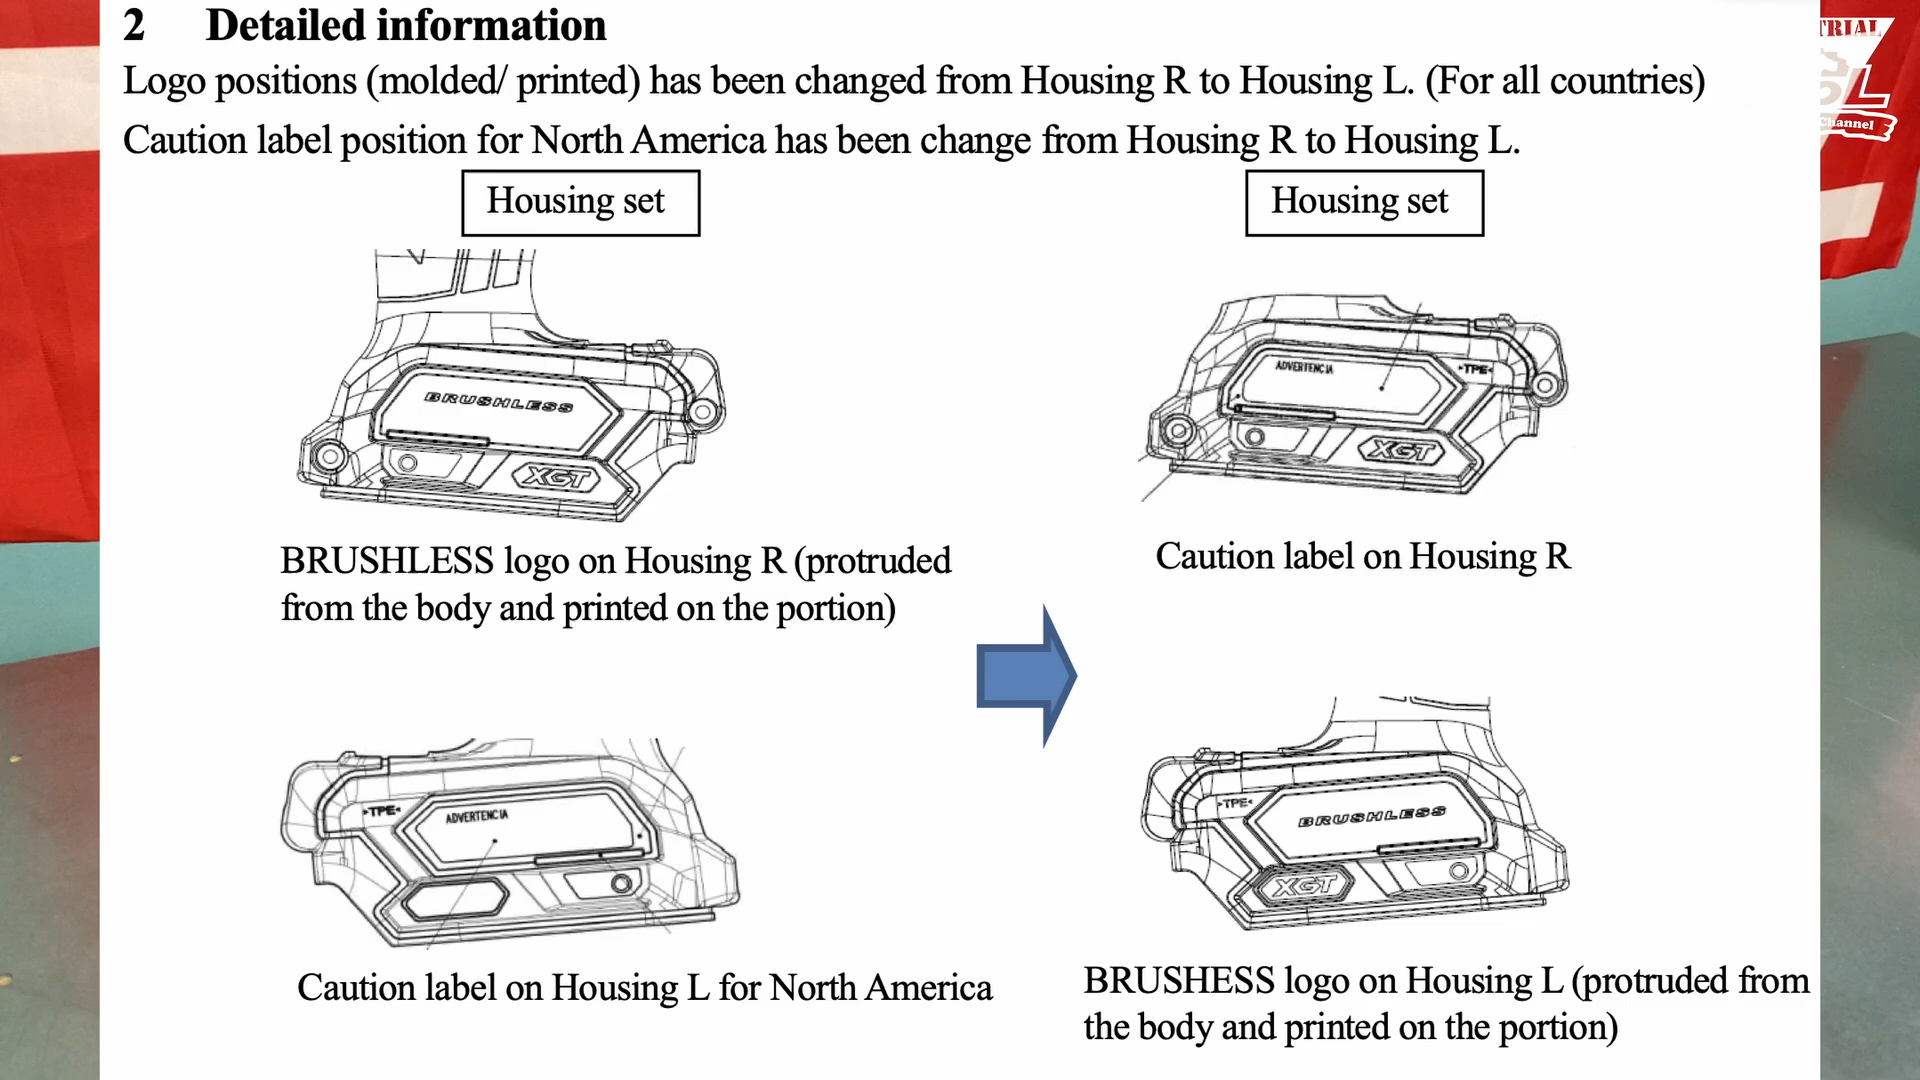 2 Detailed information
Logo positions (molded/ printed) has been changed from Housing R to Housing L. (For all countries)
Caution label position for North America has been change from Housing R to Housing L.
Housing set
Housing set
BRUSHLESS
XGT
ADVERTENCIA
▸TPE◂
XGT
BRUSHLESS logo on Housing R (protruded
from the body and printed on the portion)
Caution label on Housing R
▸TPE◂
ADVERTENCIA
▸TPE◂
BRUSHLESS
XGT
Caution label on Housing L for North America
BRUSHESS logo on Housing L (protruded from
the body and printed on the portion)
Channel